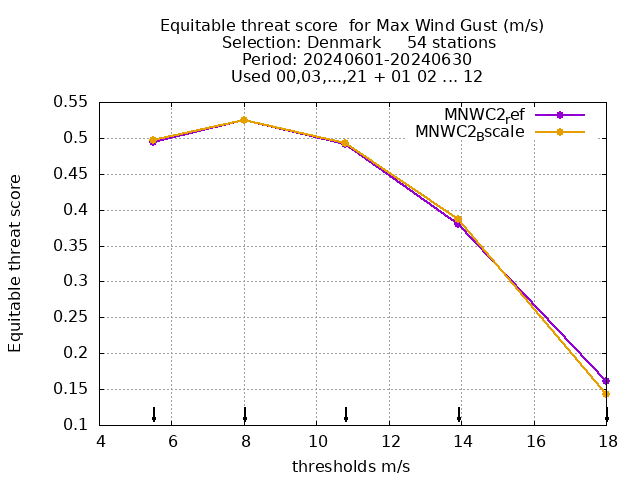 Equitable threat score  for Max Wind Gust (m/s)
Selection: Denmark     54 stations
Period: 20240601-20240630
Used 00,03,...,21 + 01 02 ... 12
MNWC2_ref
MNWC2_Bscale
Equitable threat score
0.55
0.5
0.45
0.4
0.35
0.3
0.25
0.2
0.15
0.1
4 6 8 10 12 14 16 18
thresholds m/s